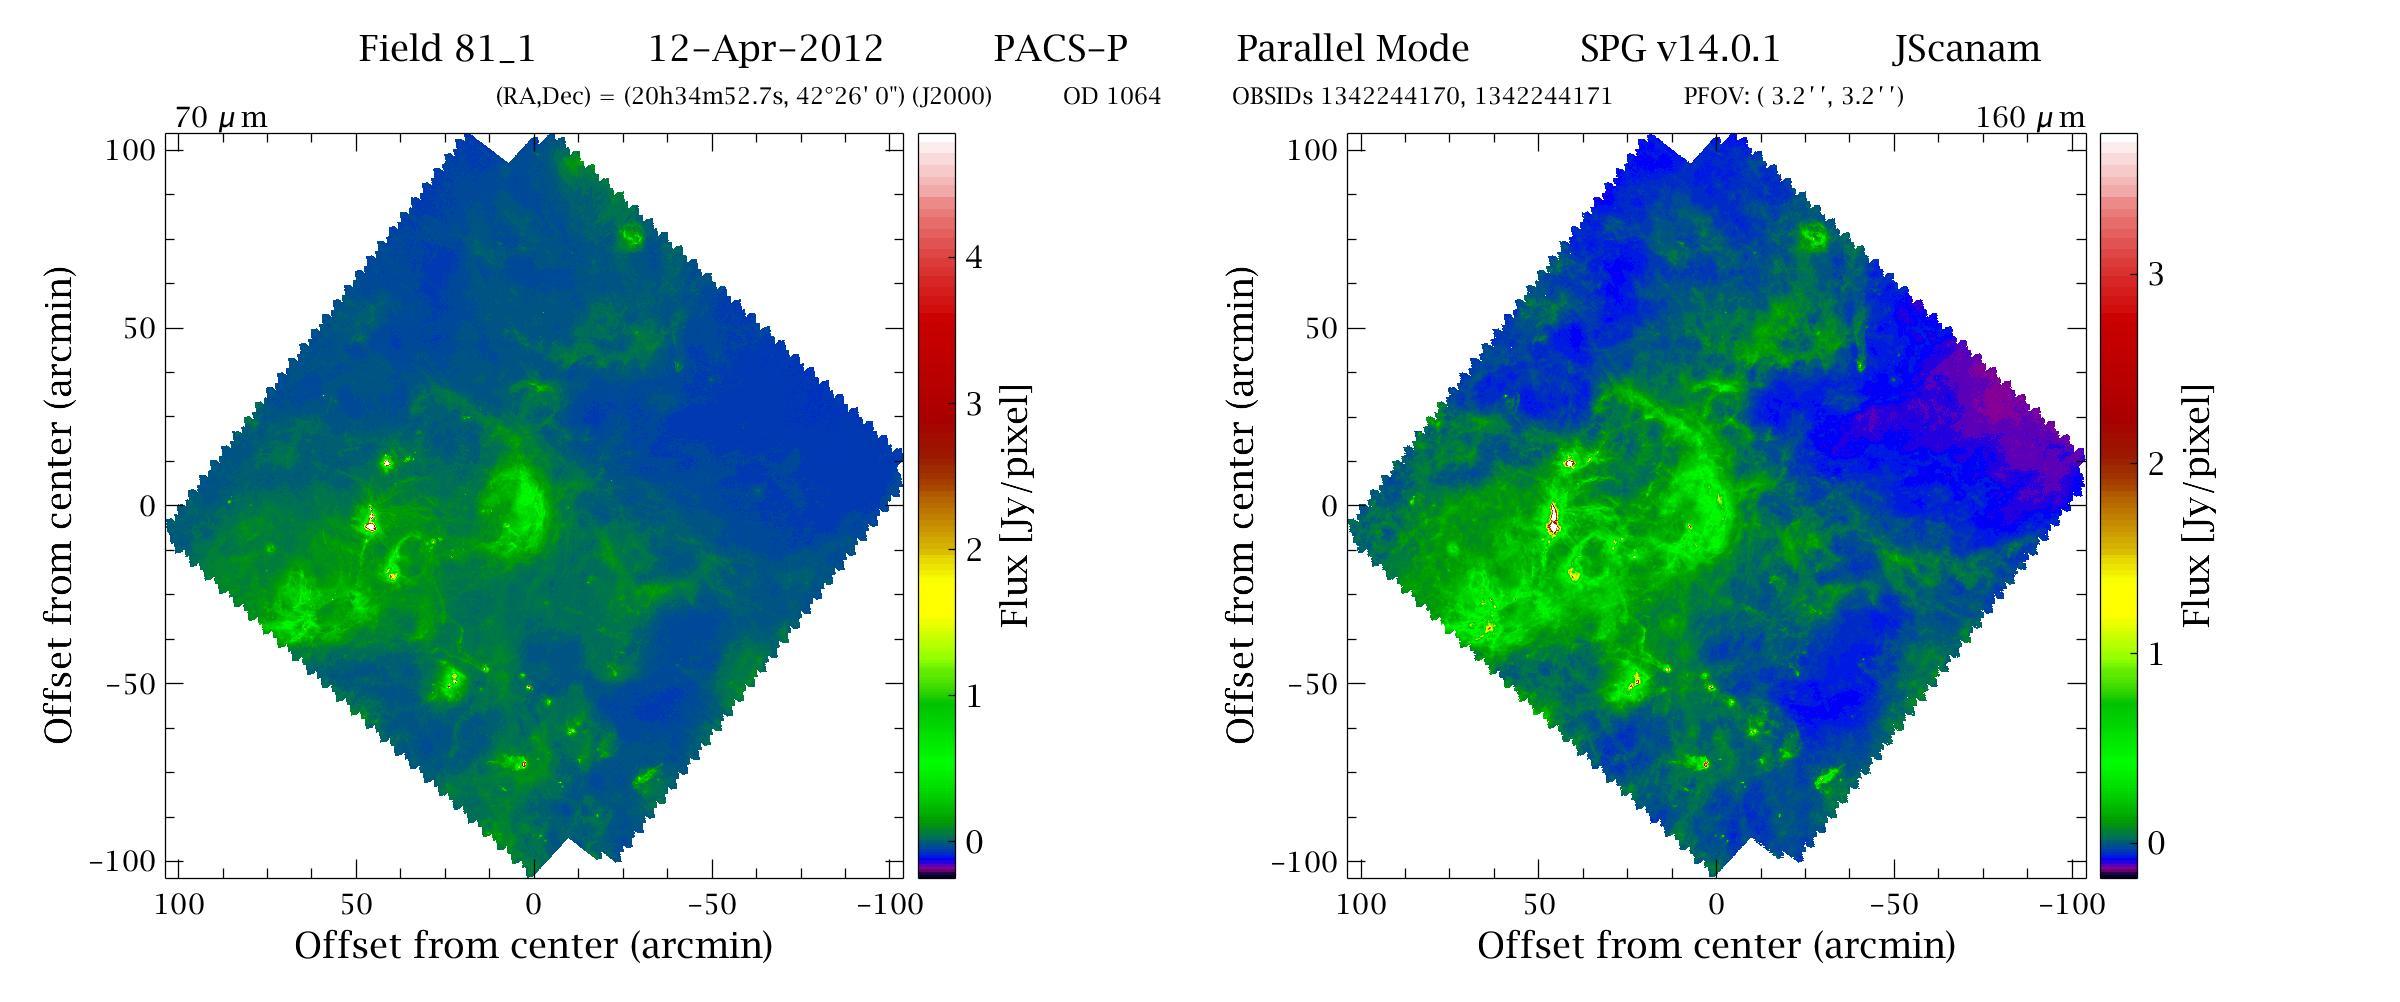 Field 81_1 12-Apr-2012 PACS-P Parallel Mode SPG v14.0.1 JScanam
(RA,Dec) = (20h34m52.7s, 42°26' 0") (J2000) OD 1064 OBSIDs 1342244170, 1342244171 PFOV: ( 3.2′′, 3.2′′)
70 μm
100
50
0
-50
-100
Offset from center (arcmin)
100 50 0 -50 -100
Offset from center (arcmin)
4
3
2
1
0
Flux [Jy/pixel]
160 μm
100
50
0
-50
-100
Offset from center (arcmin)
100 50 0 -50 -100
Offset from center (arcmin)
3
2
1
0
Flux [Jy/pixel]